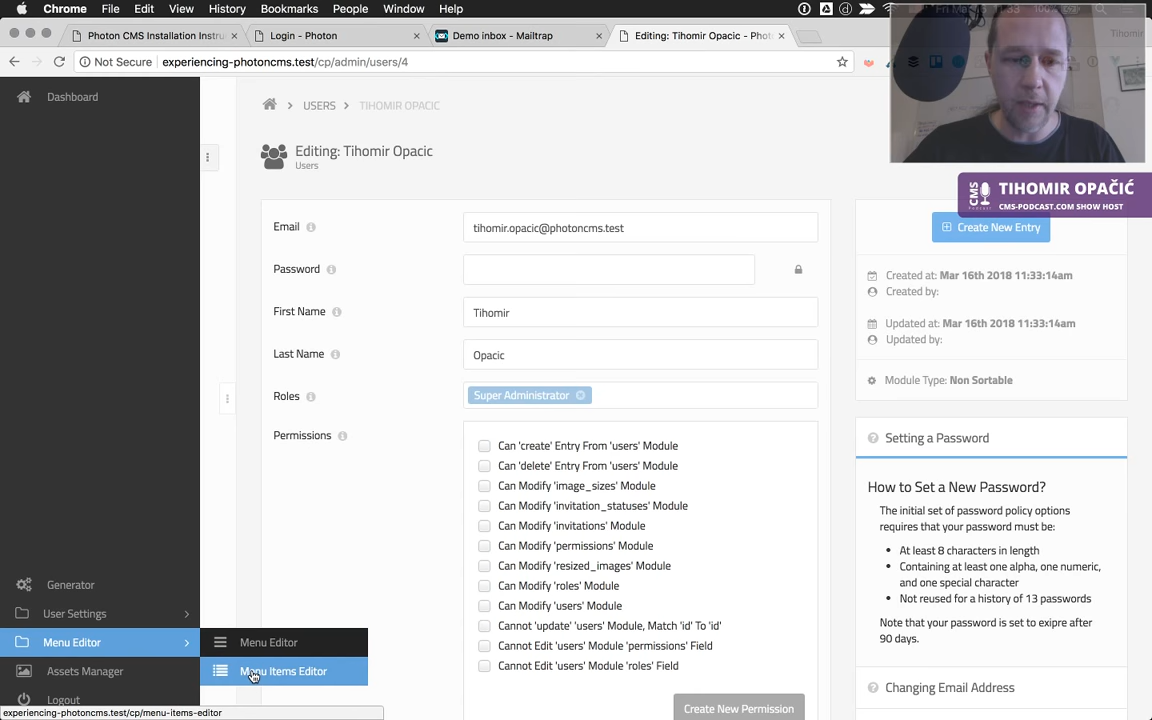 Chrome File Edit View History Bookmarks People Window Help
Photon CMS Installation Instru
Login - Photon
Demo inbox - Mailtrap
Editing: Tihomir Opacic - Phot
Not Secure experiencing-photoncms.test/cp/admin/users/4
Dashboard
USERS TIHOMIR OPACIC
Editing: Tihomir Opacic
Users
TIHOMIR OPAČIĆ
CMS-PODCAST.COM SHOW HOST
CMS
Create New Entry
Email
tihomir.opacic@photoncms.test
Password
First Name
Tihomir
Last Name
Opacic
Roles
Super Administrator
Permissions
Can 'create' Entry From 'users' Module
Can 'delete' Entry From 'users' Module
Can Modify 'image_sizes' Module
Can Modify 'invitation_statuses' Module
Can Modify 'invitations' Module
Can Modify 'permissions' Module
Can Modify 'resized_images' Module
Can Modify 'roles' Module
Can Modify 'users' Module
Cannot 'update' 'users' Module, Match 'id' To 'id'
Cannot Edit 'users' Module 'permissions' Field
Cannot Edit 'users' Module 'roles' Field
Create New Permission
Created at: Mar 16th 2018 11:33:14am
Created by:
Updated at: Mar 16th 2018 11:33:14am
Updated by:
Module Type: Non Sortable
Setting a Password
How to Set a New Password?
The initial set of password policy options
requires that your password must be:
At least 8 characters in length
Containing at least one alpha, one numeric,
and one special character
Not reused for a history of 13 passwords
Note that your password is set to exipre after
90 days.
Changing Email Address
Generator
User Settings
Menu Editor
Menu Editor
Menu Items Editor
Assets Manager
Logout
experiencing-photoncms.test/cp/menu-items-editor